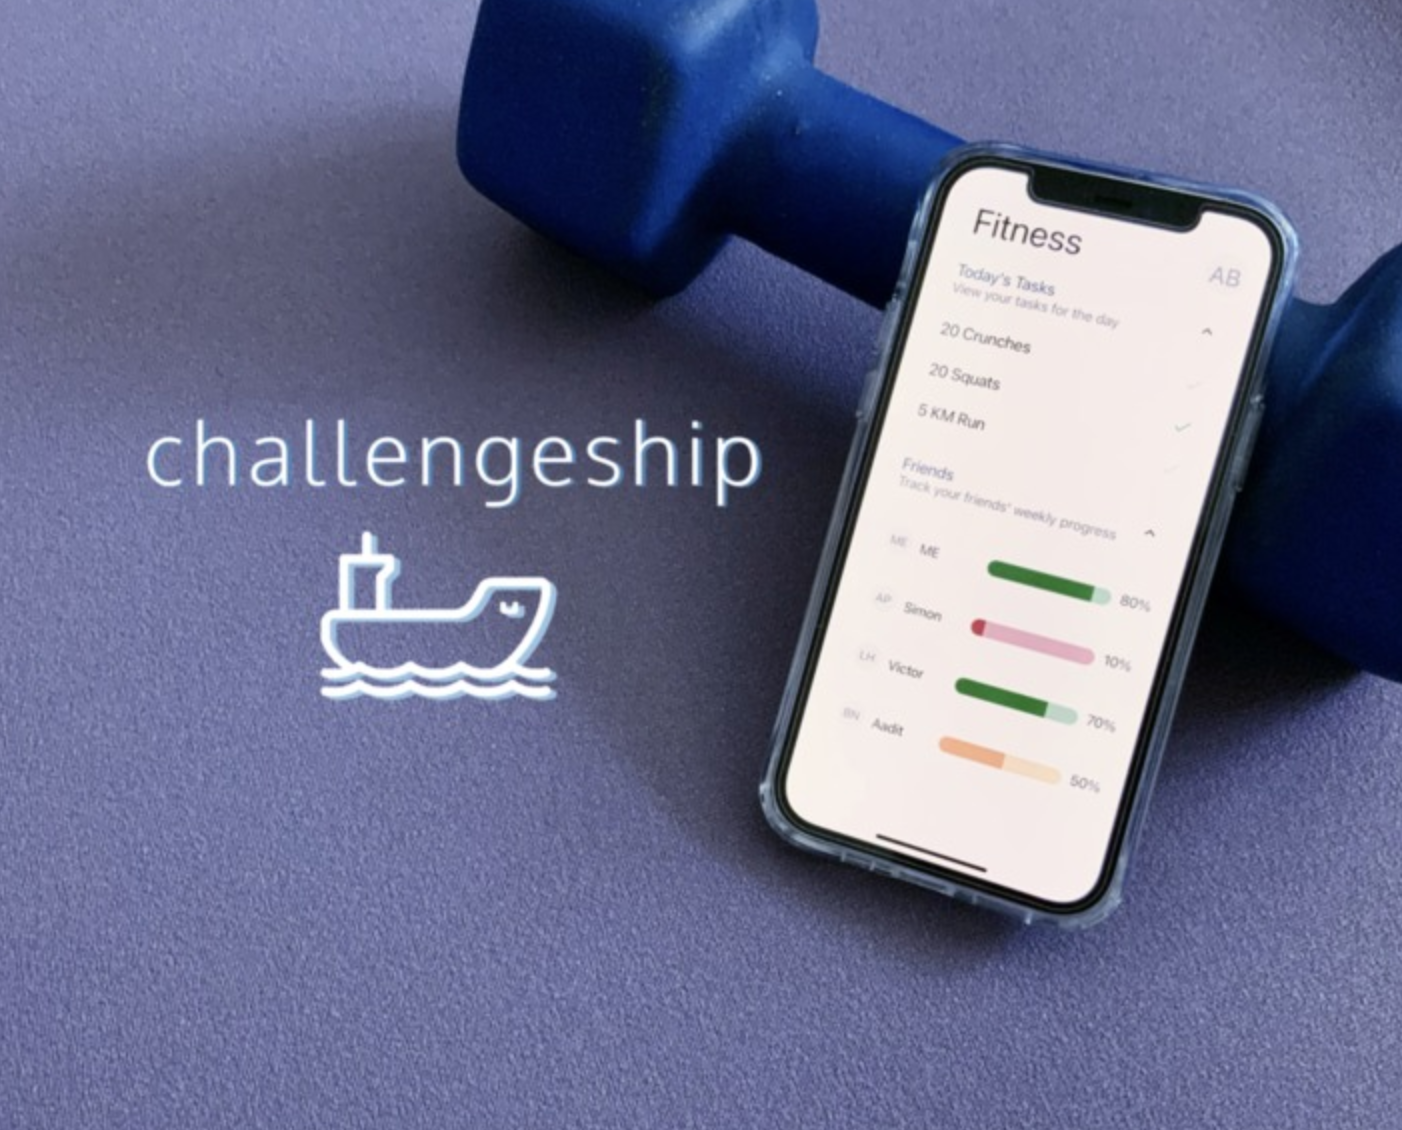 challengeship
Fitness
AB
Today's Tasks
View your tasks for the day
20 Crunches
20 Squats
5 KM Run
Friends
Track your friends' weekly progress
ME ME 80%
AP Simon 10%
LH Victor 70%
BN Aadit 50%